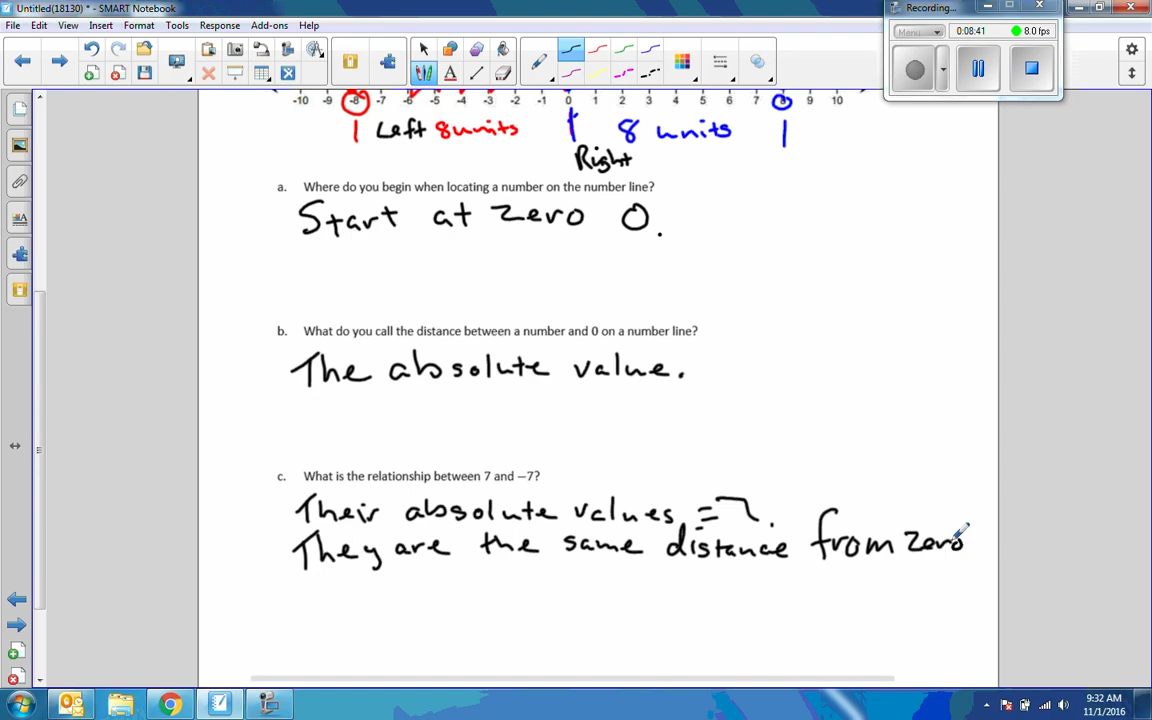 Untitled(18130) * - SMART Notebook
Recording...
File Edit View Insert Format Tools Response Add-ons Help
Menu 0:08:41 8.0 fps
-10 -9 -8 -7 -6 -5 -4 -3 -2 -1 0 1 2 3 4 5 6 7 8 9 10
1 Left 8 units 1 8 units 1
Right
a. Where do you begin when locating a number on the number line?
Start at zero 0.
b. What do you call the distance between a number and 0 on a number line?
The absolute value.
c. What is the relationship between 7 and −7?
Their absolute values = 7.
They are the same distance from zero
9:32 AM
11/1/2016